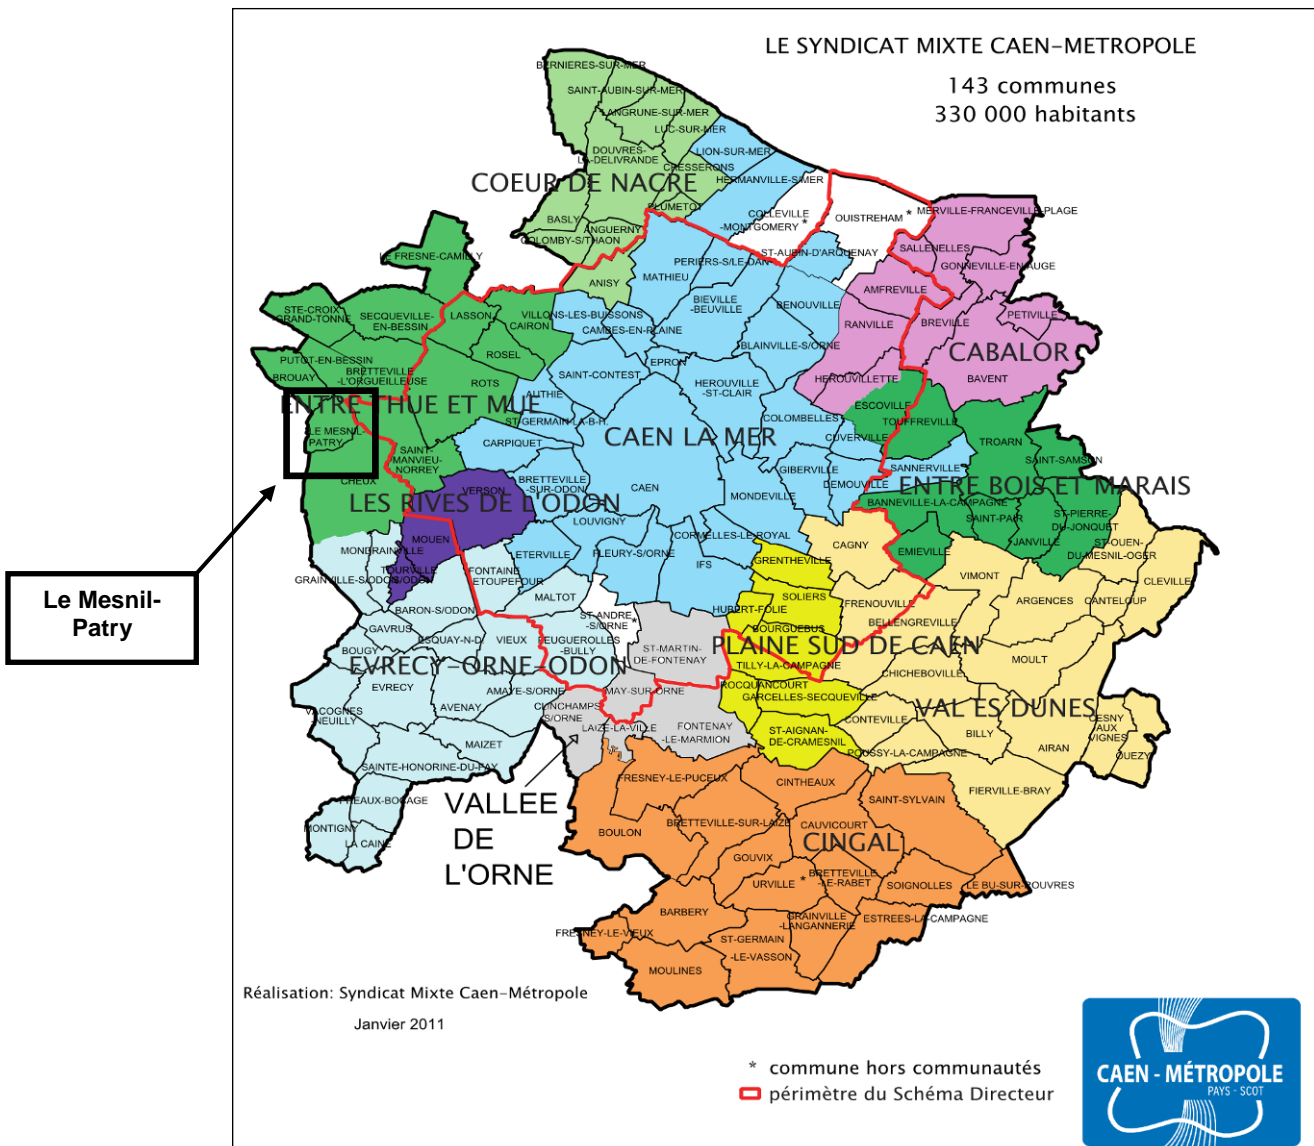 LE SYNDICAT MIXTE CAEN-METROPOLE
143 communes
330 000 habitants
BERNIERES-SUR-MER
SAINT-AUBIN-SUR-MER
LANGRUNE-SUR-MER
LUC-SUR-MER
DOUVRES-
LA-DELIVRANDE
LION-SUR-MER
CRESSERONS
HERMANVILLE-S/MER
COEUR DE NACRE
PLUMETOT
BASLY
ANGUERNY
COLOMBY-S/THAON
COLLEVILLE
-MONTGOMERY *
OUISTREHAM *
MERVILLE-FRANCEVILLE-PLAGE
ST-AUBIN-D'ARQUENAY
SALLENELLES
GONNEVILLE-EN-AUGE
LE FRESNE-CAMILLY
PERIERS-S/LE-DAN
MATHIEU
ANISY
AMFREVILLE
STE-CROIX-
GRAND-TONNE
SECQUEVILLE-
EN-BESSIN
LASSON
VILLONS-LES-BUISSONS
CAIRON
CAMBES-EN-PLAINE
BIEVILLE
-BEUVILLE
BENOUVILLE
RANVILLE
BREVILLE
PETIVILLE
BLAINVILLE-S/ORNE
CABALOR
PUTOT-EN-BESSIN
BROUAY
BRETTEVILLE
-L'ORGUEILLEUSE
ROSEL
ROTS
EPRON
SAINT-CONTEST
HEROUVILLE
-ST-CLAIR
HEROUVILLETTE
BAVENT
AUTHIE
ENTRE THUE ET MUE
ESCOVILLE
TOUFFREVILLE
ST-GERMAIN-LA-B-H.
COLOMBELLES
CUVERVILLE
LE MESNIL-
PATRY
CARPIQUET
CAEN LA MER
TROARN
SAINT-
MANVIEU-
NORREY
CHEUX
GIBERVILLE
DEMOUVILLE
SANNERVILLE
SAINT-SAMSON
ENTRE BOIS ET MARAIS
BRETTEVILLE
-SUR-ODON
CAEN
MONDEVILLE
VERSON
LES RIVES DE L'ODON
BANNEVILLE-LA-CAMPAGNE
SAINT-PAIR
ST-PIERRE-
DU-JONQUET
LOUVIGNY
CORMELLES-LE-ROYAL
JANVILLE
ST-OUEN-
DU-MESNIL-OGER
MOUEN
MONDRAINVILLE
GRAINVILLE-S/ODON
TOURVILLE
S/ODON
ETERVILLE
FLEURY-S/ORNE
IFS
GRENTHEVILLE
CAGNY
EMIEVILLE
VIMONT
CLEVILLE
FONTAINE
ETOUPEFOUR
MALTOT
SOLIERS
FRENOUVILLE
ARGENCES
CANTELOUP
Le Mesnil-
Patry
BARON-S/ODON
ST-ANDRE
-S/ORNE *
HUBERT-FOLIE
BOURGUEBUS
BELLENGREVILLE
GAVRUS
BOUGY
ESQUAY-N-D
VIEUX
FEUGUEROLLES
-BULLY
ST-MARTIN-
DE-FONTENAY
PLAINE SUD DE CAEN
TILLY-LA-CAMPAGNE
MOULT
EVRECY-ORNE-ODON
CHICHEBOVILLE
EVRECY
AMAYE-S/ORNE
MAY-SUR-ORNE
ROCQUANCOURT
GARCELLES-SECQUEVILLE
AVENAY
CLINCHAMPS
S/ORNE
VACOGNES
-NEUILLY
VAL ES DUNES
CESNY
AUX
VIGNES
CONTEVILLE
LAIZE-LA-VILLE
FONTENAY
-LE-MARMION
ST-AIGNAN-
DE-CRAMESNIL
BILLY
AIRAN
OUEZY
POUSSY-LA-CAMPAGNE
MAIZET
SAINTE-HONORINE-DU-FAY
FRESNEY-LE-PUCEUX
CINTHEAUX
FIERVILLE-BRAY
PREAUX-BOCAGE
SAINT-SYLVAIN
MONTIGNY
LA CAINE
VALLEE
DE
L'ORNE
BOULON
BRETTEVILLE-SUR-LAIZE
CAUVICOURT
CINGAL
GOUVIX
URVILLE *
BRETTEVILLE
-LE-RABET
SOIGNOLLES
LE BU-SUR-ROUVRES
BARBERY
GRAINVILLE
-LANGANNERIE
ESTREES-LA-CAMPAGNE
FRESNEY-LE-VIEUX
ST-GERMAIN
-LE-VASSON
MOULINES
Réalisation: Syndicat Mixte Caen-Métropole
Janvier 2011
* commune hors communautés
périmètre du Schéma Directeur
CAEN - MÉTROPOLE
PAYS - SCOT